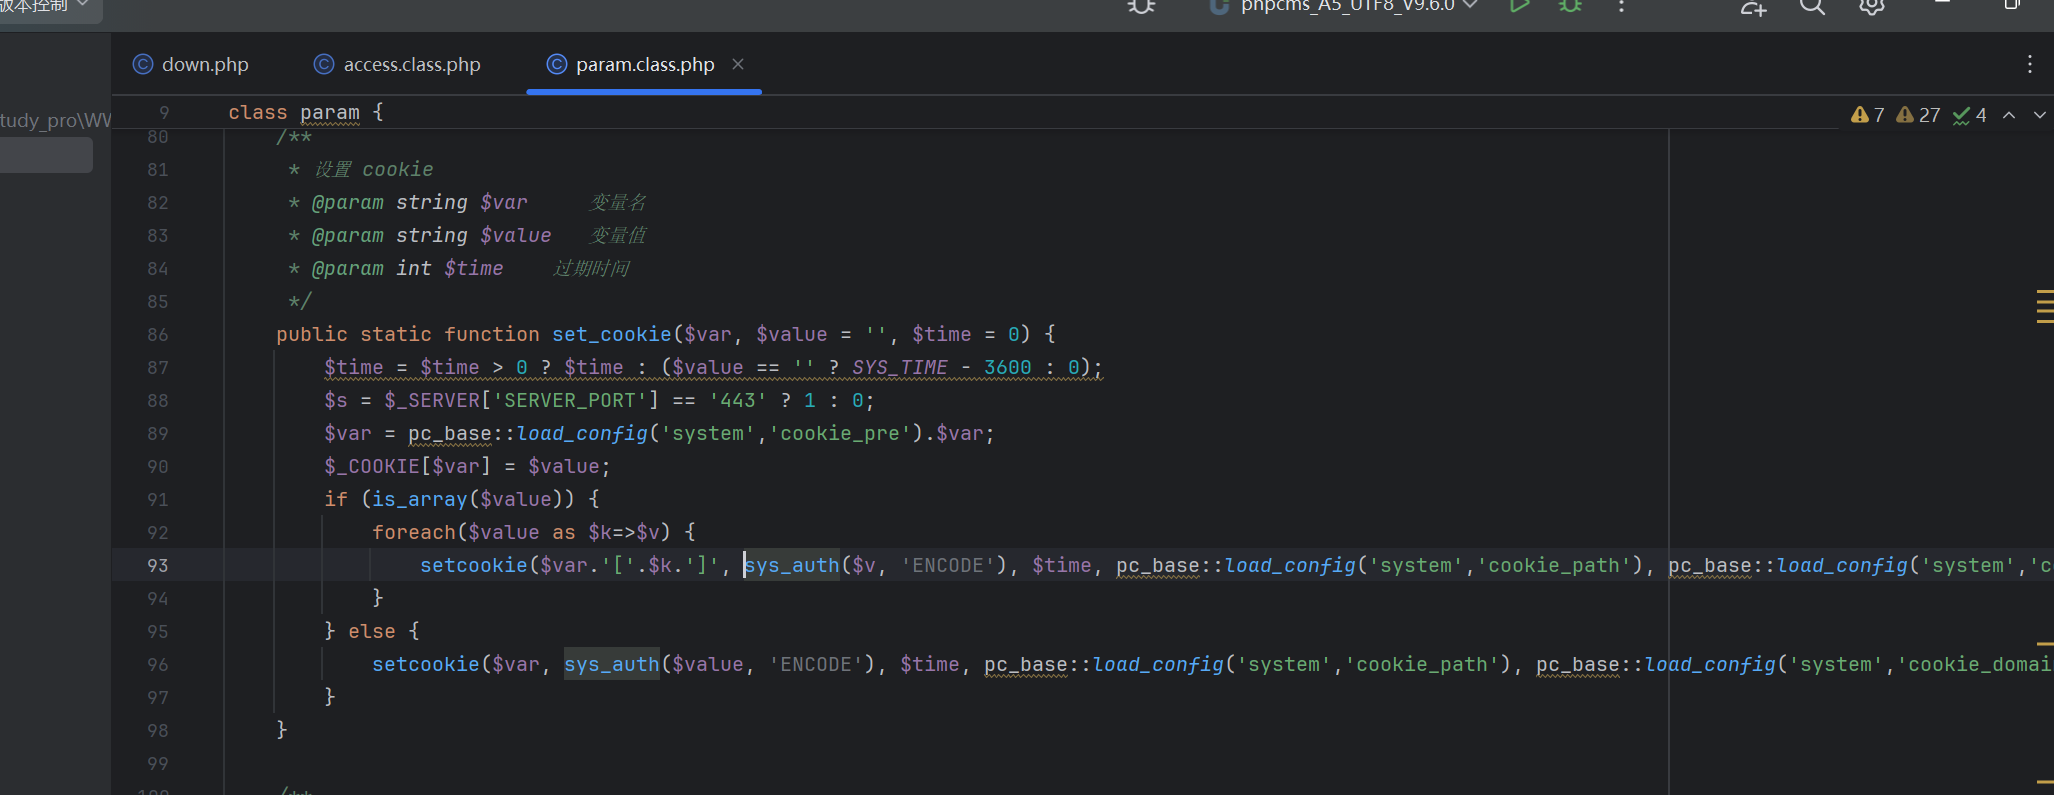 版本控制
phpcms_A5_UTF8_V9.6.0
down.php
access.class.php
param.class.php
tudy_pro\WW
9 class param {
7 27 4
80 /**
81 * 设置 cookie
82 * @param string $var 变量名
83 * @param string $value 变量值
84 * @param int $time 过期时间
85 */
86 public static function set_cookie($var, $value = '', $time = 0) {
87 $time = $time > 0 ? $time : ($value == '' ? SYS_TIME - 3600 : 0);
88 $s = $_SERVER['SERVER_PORT'] == '443' ? 1 : 0;
89 $var = pc_base::load_config('system','cookie_pre').$var;
90 $_COOKIE[$var] = $value;
91 if (is_array($value)) {
92 foreach($value as $k=>$v) {
93 setcookie($var.'['.$k.']', sys_auth($v, 'ENCODE'), $time, pc_base::load_config('system','cookie_path'), pc_base::load_config('system','c
94 }
95 } else {
96 setcookie($var, sys_auth($value, 'ENCODE'), $time, pc_base::load_config('system','cookie_path'), pc_base::load_config('system','cookie_domai
97 }
98 }
99